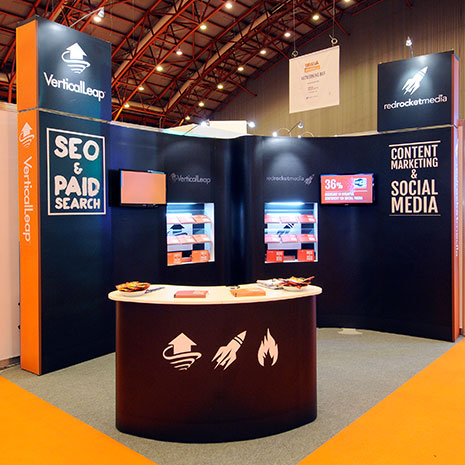 VerticalLeap
redrocketmedia
VerticalLeap
SEO
&
PAID
SEARCH
VerticalLeap
redrocketmedia
36%
CONTENT
MARKETING
&
SOCIAL
MEDIA